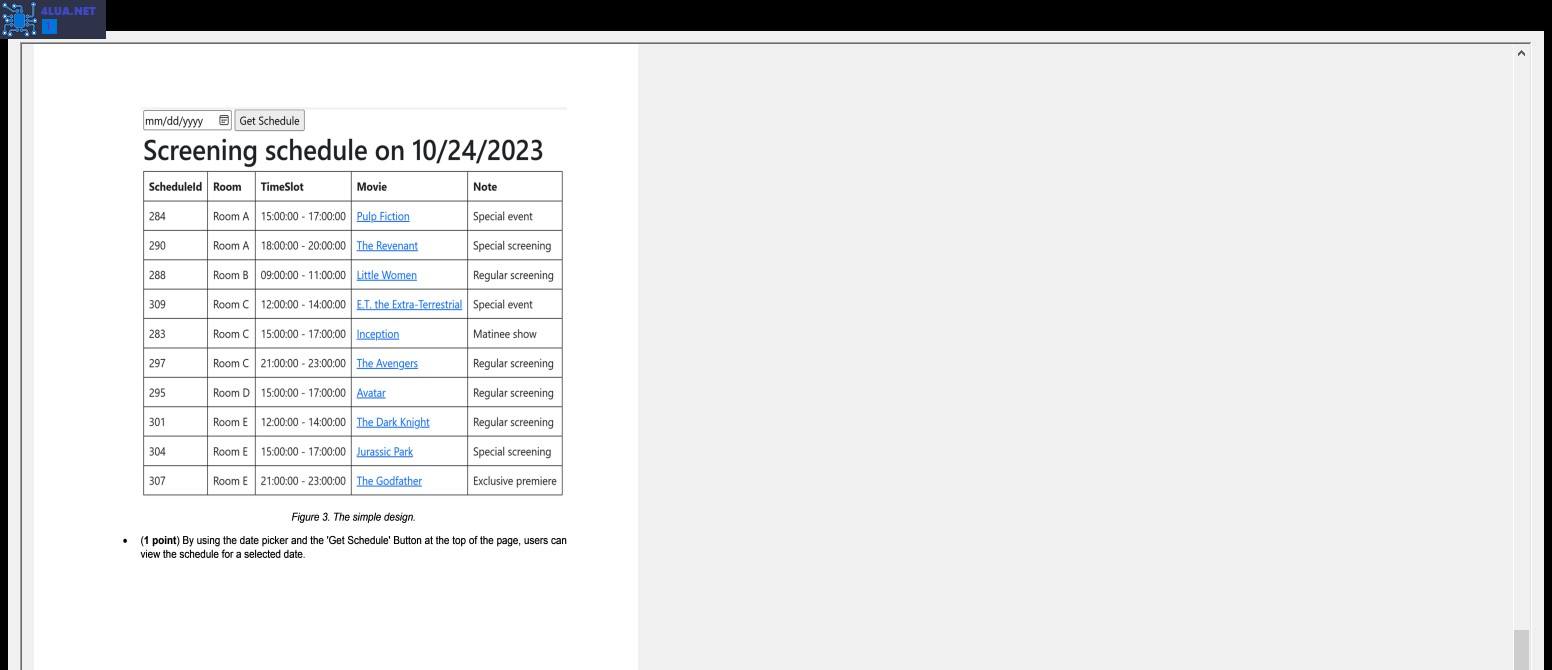 4LUA.NET
mm/dd/yyyy Get Schedule
Screening schedule on 10/24/2023
ScheduleId Room TimeSlot Movie Note
284 Room A 15:00:00 - 17:00:00 Pulp Fiction Special event
290 Room A 18:00:00 - 20:00:00 The Revenant Special screening
288 Room B 09:00:00 - 11:00:00 Little Women Regular screening
309 Room C 12:00:00 - 14:00:00 E.T. the Extra-Terrestrial Special event
283 Room C 15:00:00 - 17:00:00 Inception Matinee show
297 Room C 21:00:00 - 23:00:00 The Avengers Regular screening
295 Room D 15:00:00 - 17:00:00 Avatar Regular screening
301 Room E 12:00:00 - 14:00:00 The Dark Knight Regular screening
304 Room E 15:00:00 - 17:00:00 Jurassic Park Special screening
307 Room E 21:00:00 - 23:00:00 The Godfather Exclusive premiere
Figure 3. The simple design.
• (1 point) By using the date picker and the 'Get Schedule' Button at the top of the page, users can
view the schedule for a selected date.